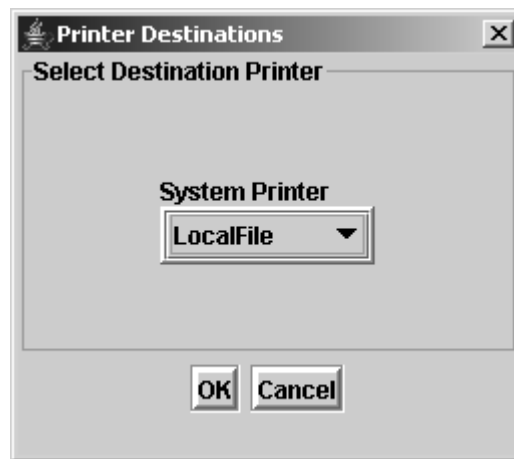 Printer Destinations
Select Destination Printer
System Printer
LocalFile
OK Cancel